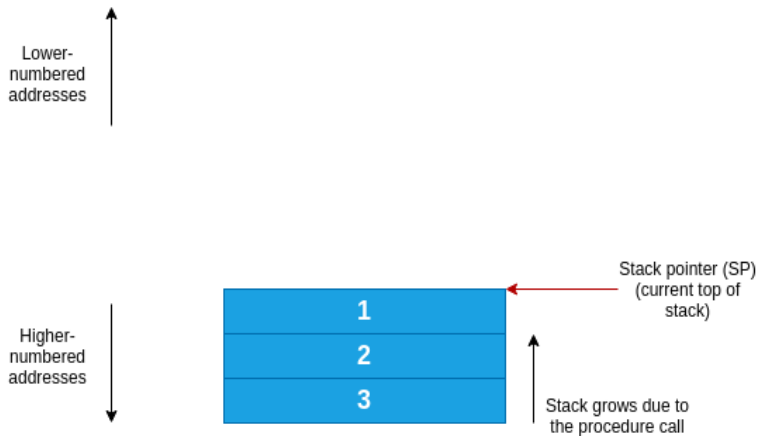 Lower-
numbered
addresses
Stack pointer (SP)
(current top of
stack)
1
Higher-
numbered
addresses
2
3
Stack grows due to
the procedure call